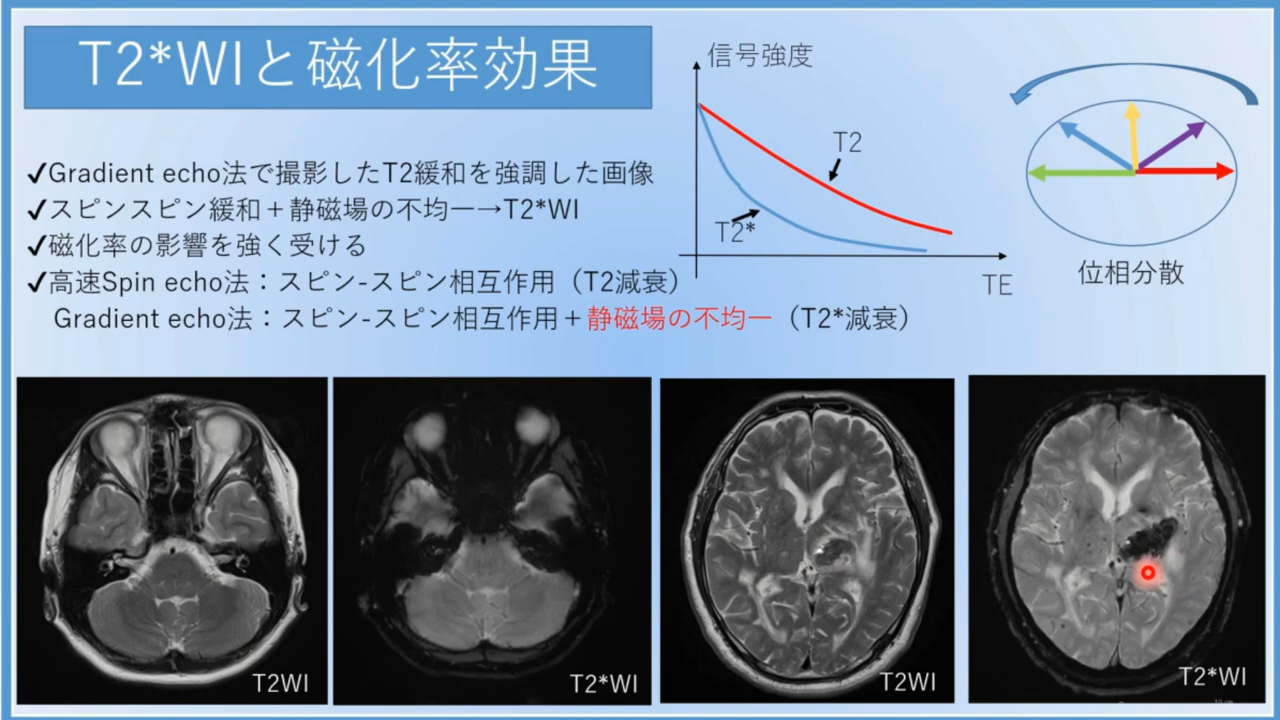 T2*WIと磁化率効果
✓Gradient echo法で撮影したT2緩和を強調した画像
✓スピンスピン緩和＋静磁場の不均一→T2*WI
✓磁化率の影響を強く受ける
✓高速Spin echo法：スピン-スピン相互作用（T2減衰）
Gradient echo法：スピン-スピン相互作用＋静磁場の不均一（T2*減衰）
信号強度
T2
T2*
TE
位相分散
T2WI
T2*WI
T2WI
T2*WI